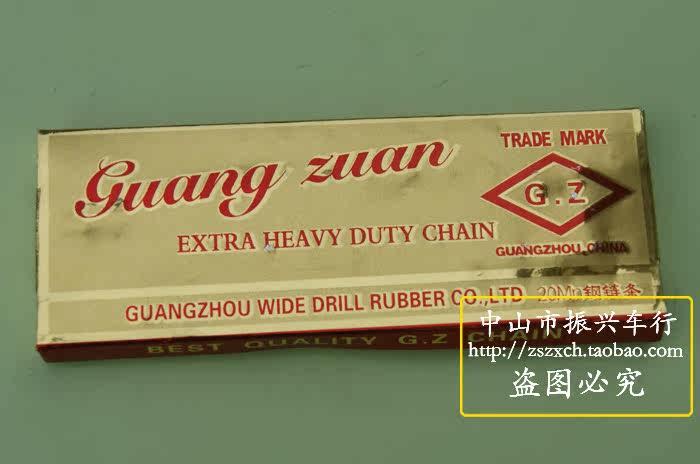 Guang zuan
TRADE MARK
G.Z
GUANGZHOU,CHINA
EXTRA HEAVY DUTY CHAIN
GUANGZHOU WIDE DRILL RUBBER CO.,LTD 20Mn钢链条
BEST QUALITY G.Z CHAIN
中山市振兴车行
http://zszxch.taobao.com
盗图必究